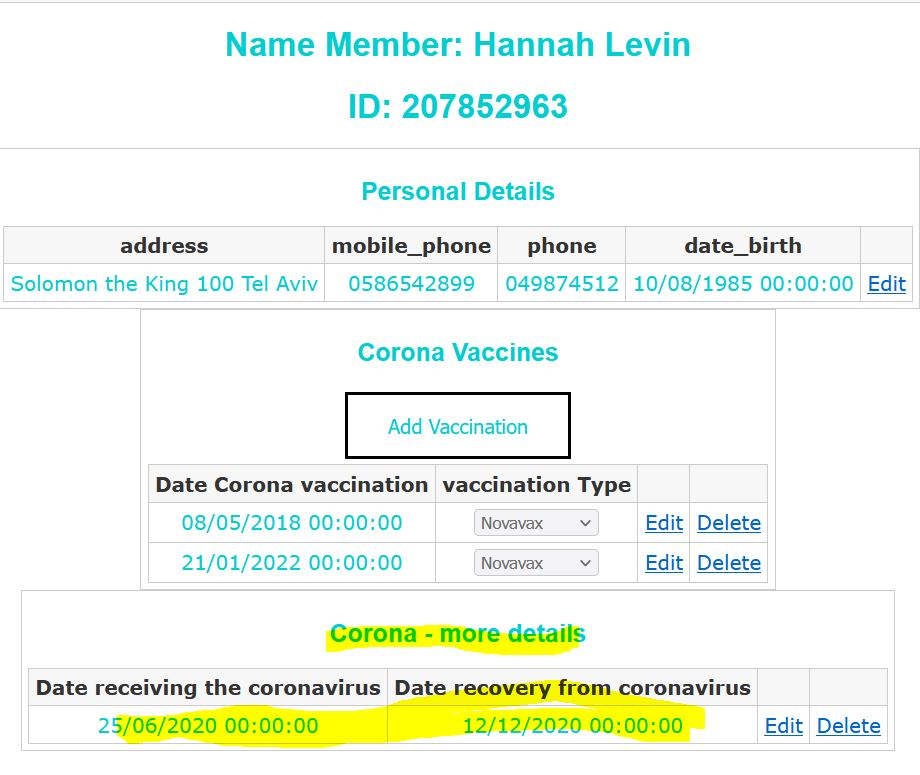 Name Member: Hannah Levin
ID: 207852963
Personal Details
address mobile_phone phone date_birth
Solomon the King 100 Tel Aviv 0586542899 049874512 10/08/1985 00:00:00 Edit
Corona Vaccines
Add Vaccination
Date Corona vaccination vaccination Type
08/05/2018 00:00:00 Novavax Edit Delete
21/01/2022 00:00:00 Novavax Edit Delete
Corona - more details
Date receiving the coronavirus Date recovery from coronavirus
25/06/2020 00:00:00 12/12/2020 00:00:00 Edit Delete